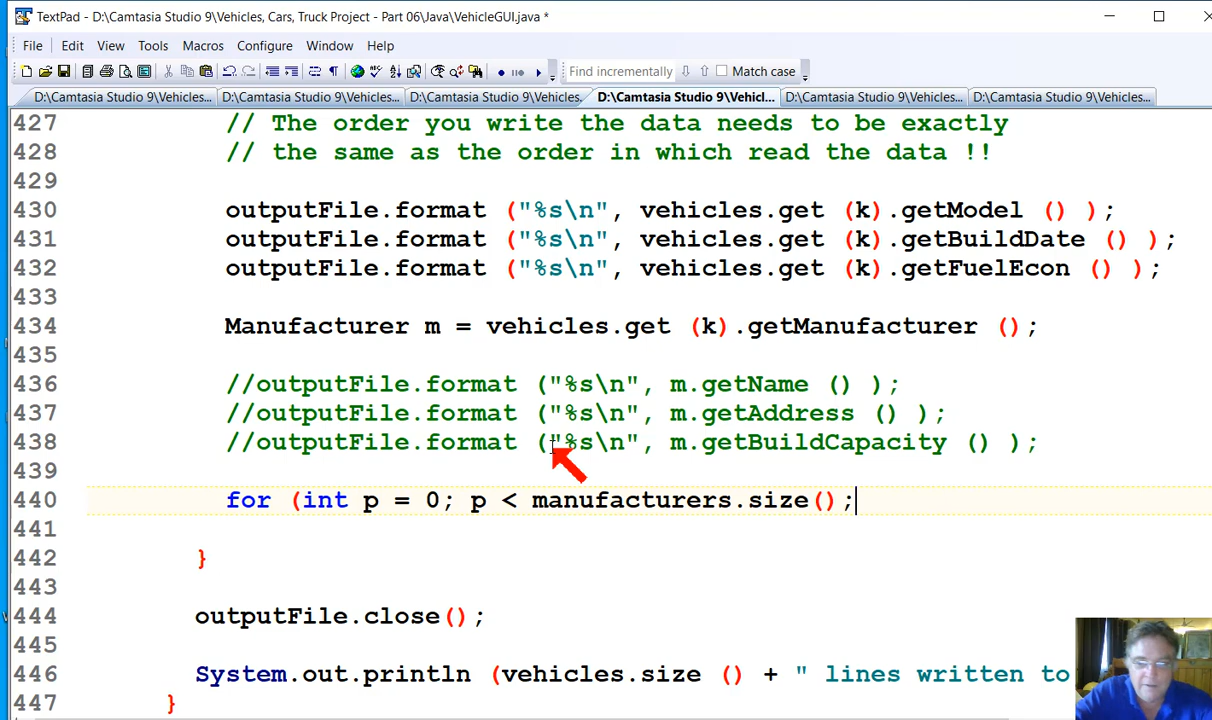 TextPad - D:\Camtasia Studio 9\Vehicles, Cars, Truck Project - Part 06\Java\VehicleGUI.java *
File Edit View Tools Macros Configure Window Help
Find incrementally Match case
D:\Camtasia Studio 9\Vehicles... D:\Camtasia Studio 9\Vehicles... D:\Camtasia Studio 9\Vehicles. D:\Camtasia Studio 9\Vehicl... D:\Camtasia Studio 9\Vehicles... D:\Camtasia Studio 9\Vehicles...
427 // The order you write the data needs to be exactly
428 // the same as the order in which read the data !!
429
430 outputFile.format ("%s\n", vehicles.get (k).getModel () );
431 outputFile.format ("%s\n", vehicles.get (k).getBuildDate () );
432 outputFile.format ("%s\n", vehicles.get (k).getFuelEcon () );
433
434 Manufacturer m = vehicles.get (k).getManufacturer ();
435
436 //outputFile.format ("%s\n", m.getName () );
437 //outputFile.format ("%s\n", m.getAddress () );
438 //outputFile.format ("%s\n", m.getBuildCapacity () );
439
440 for (int p = 0; p < manufacturers.size();
441
442 }
443
444 outputFile.close();
445
446 System.out.println (vehicles.size () + " lines written to
447 }